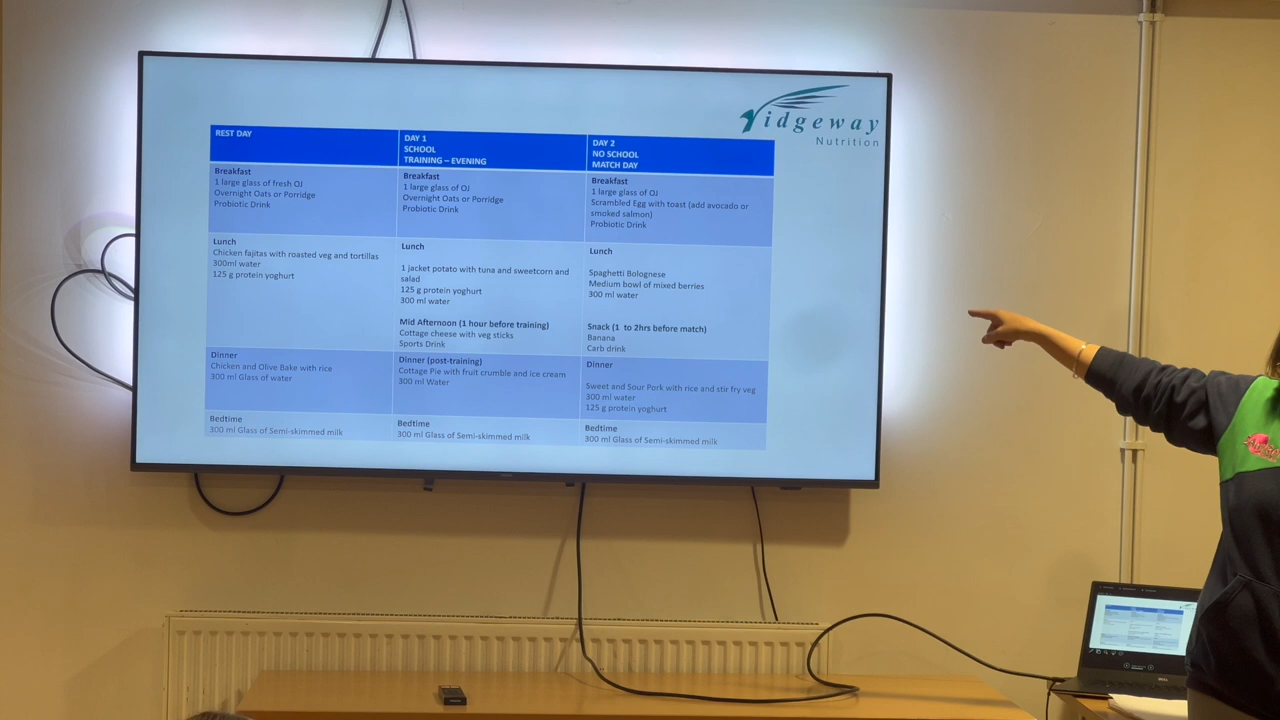 Ridgeway
Nutrition
REST DAY
Breakfast
1 large glass of fresh OJ
Overnight Oats or Porridge
Probiotic Drink
Lunch
Chicken fajitas with roasted veg and tortillas
300ml water
125 g protein yoghurt
Dinner
Chicken and Olive Bake with rice
300 ml Glass of water
Bedtime
300 ml Glass of Semi-skimmed milk
DAY 1
SCHOOL
TRAINING – EVENING
Breakfast
1 large glass of OJ
Overnight Oats or Porridge
Probiotic Drink
Lunch
1 jacket potato with tuna and sweetcorn and
salad
125 g protein yoghurt
300 ml water
Mid Afternoon (1 hour before training)
Cottage cheese with veg sticks
Sports Drink
Dinner (post-training)
Cottage Pie with fruit crumble and Ice cream
300 ml Water
Bedtime
300 ml Glass of Semi-skimmed milk
DAY 2
NO SCHOOL
MATCH DAY
Breakfast
1 large glass of OJ
Scrambled Egg with toast (add avocado or
smoked salmon)
Probiotic Drink
Lunch
Spaghetti Bolognese
Medium bowl of mixed berries
300 ml water
Snack (1 to 2hrs before match)
Banana
Carb drink
Dinner
Sweet and Sour Pork with rice and stir fry veg
300 ml water
125 g protein yoghurt
Bedtime
300 ml Glass of Semi-skimmed milk